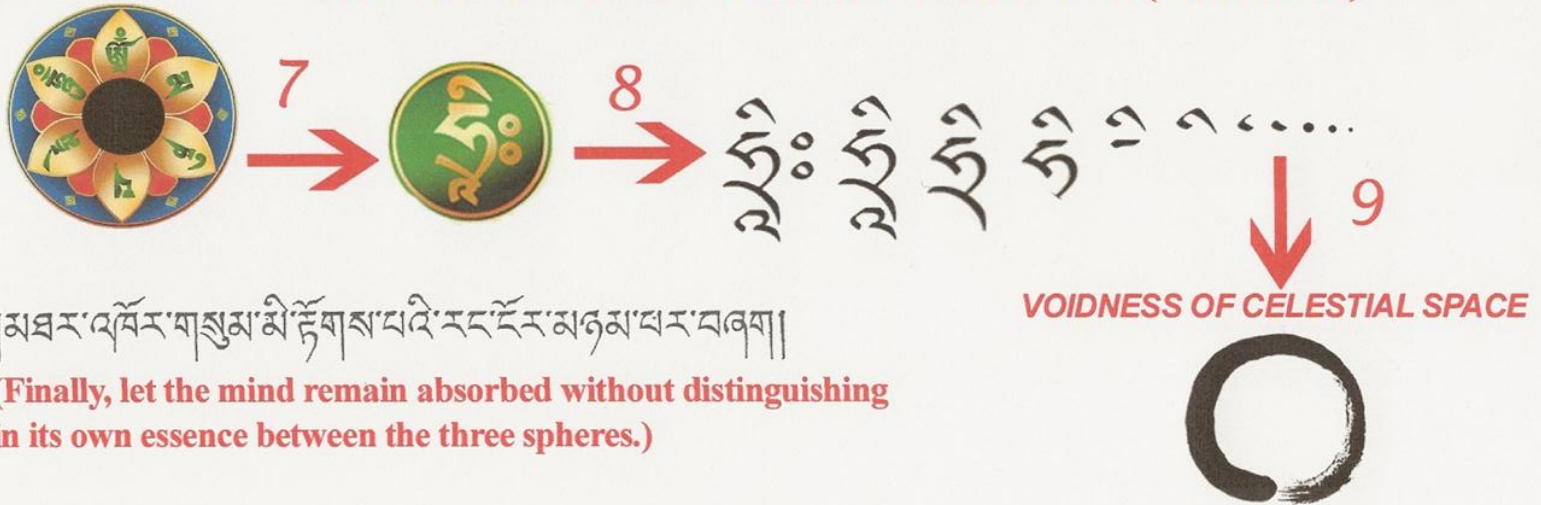 7
8
ཧྲཱིཿ
ཧྲཱིཿ ཧྲཱི ཧྲི ཧི
9
VOIDNESS OF CELESTIAL SPACE
།མཐར་འཁོར་གསུམ་མི་རྟོགས་པའི་རང་ངོར་མཉམ་པར་བཞག།
(Finally, let the mind remain absorbed without distinguishing
in its own essence between the three spheres.)